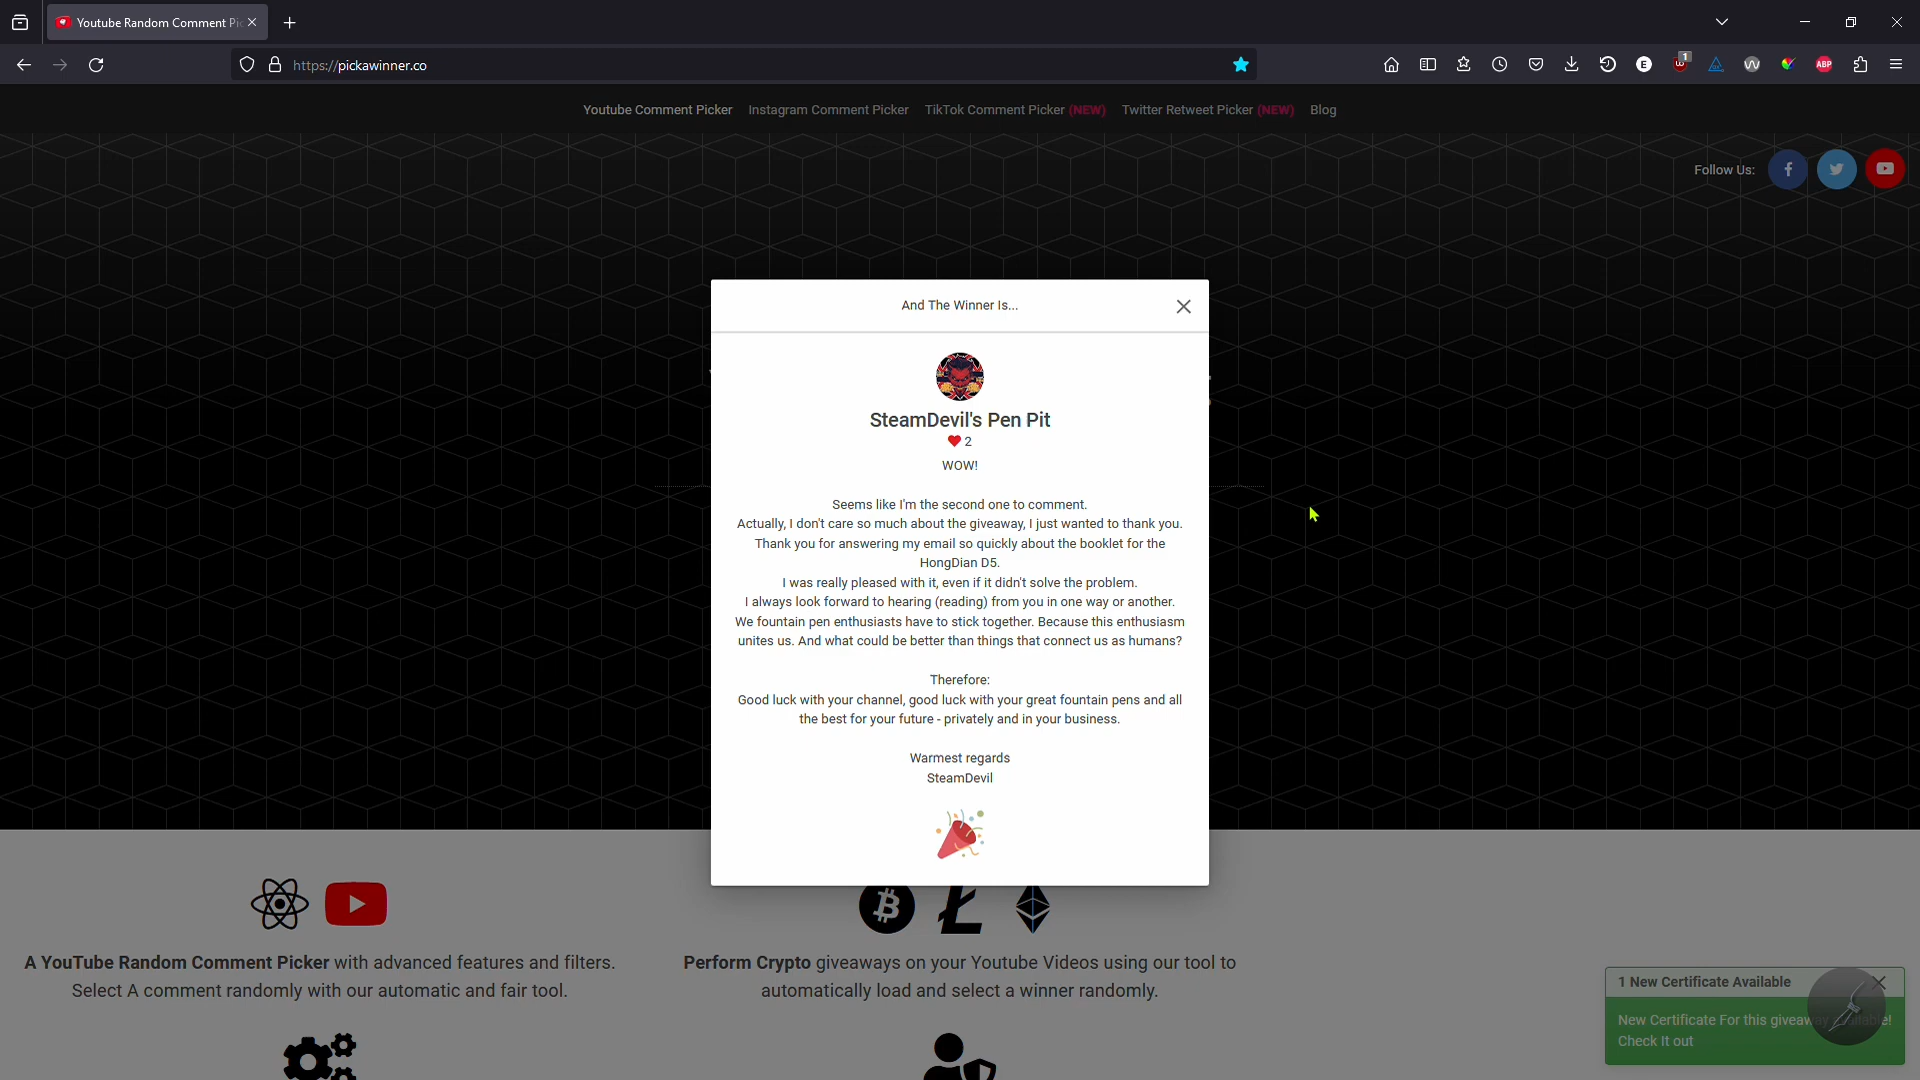 Youtube Random Comment Pi
https://pickawinner.co
1
E
ABP
Youtube Comment Picker Instagram Comment Picker TikTok Comment Picker (NEW) Twitter Retweet Picker (NEW) Blog
Follow Us:
And The Winner Is...
SteamDevil's Pen Pit
2
WOW!
Seems like I'm the second one to comment.
Actually, I don't care so much about the giveaway, I just wanted to thank you.
Thank you for answering my email so quickly about the booklet for the
HongDian D5.
I was really pleased with it, even if it didn't solve the problem.
I always look forward to hearing (reading) from you in one way or another.
We fountain pen enthusiasts have to stick together. Because this enthusiasm
unites us. And what could be better than things that connect us as humans?
Therefore:
Good luck with your channel, good luck with your great fountain pens and all
the best for your future - privately and in your business.
Warmest regards
SteamDevil
A YouTube Random Comment Picker with advanced features and filters.
Select A comment randomly with our automatic and fair tool.
Perform Crypto giveaways on your Youtube Videos using our tool to
automatically load and select a winner randomly.
1 New Certificate Available
New Certificate For this giveaway
Check It out